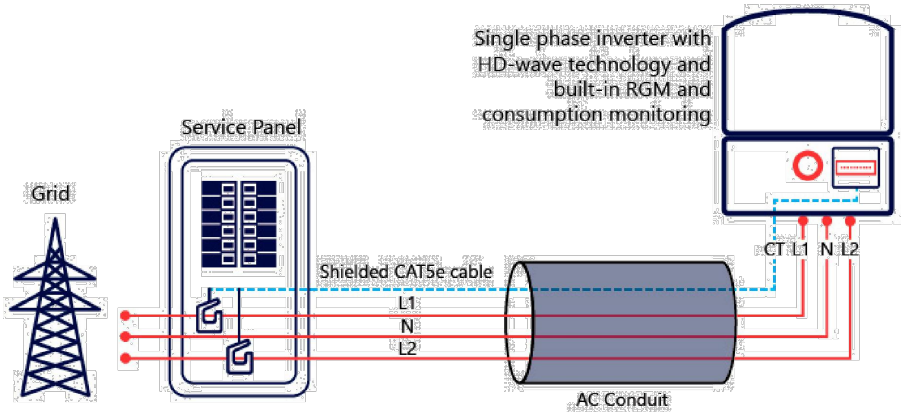 Single phase inverter with
HD-wave technology and
built-in RGM and
consumption monitoring
Service Panel
Grid
CT L1 N L2
Shielded CAT5e cable
L1
N
L2
AC Conduit